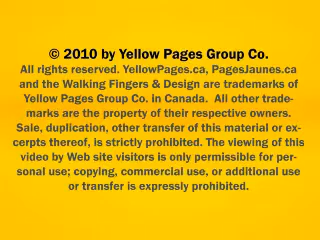 © 2010 by Yellow Pages Group Co.
All rights reserved. YellowPages.ca, PagesJaunes.ca
and the Walking Fingers & Design are trademarks of
Yellow Pages Group Co. in Canada.  All other trade-
marks are the property of their respective owners.
Sale, duplication, other transfer of this material or ex-
cerpts thereof, is strictly prohibited. The viewing of this
video by Web site visitors is only permissible for per-
sonal use; copying, commercial use, or additional use
or transfer is expressly prohibited.